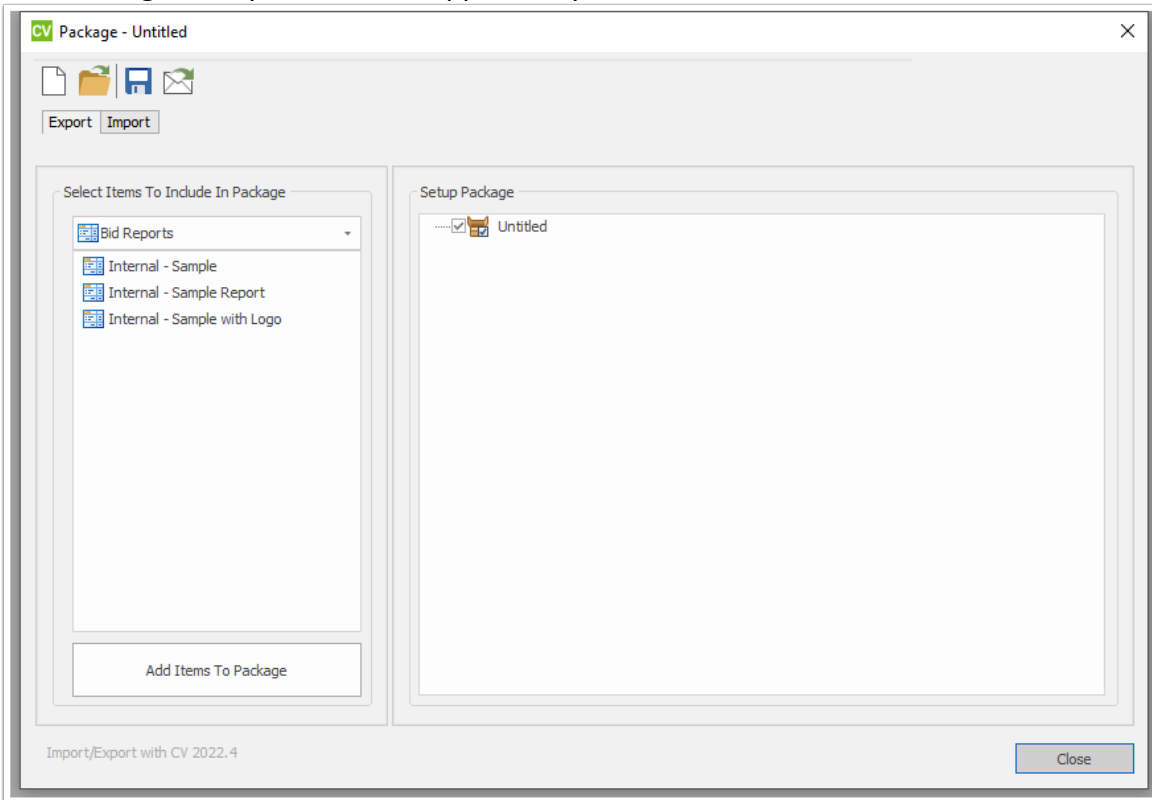 CV Package - Untitled
Export Import
Select Items To Include In Package
Setup Package
Bid Reports
Untitled
Internal - Sample
Internal - Sample Report
Internal - Sample with Logo
Add Items To Package
Import/Export with CV 2022.4
Close